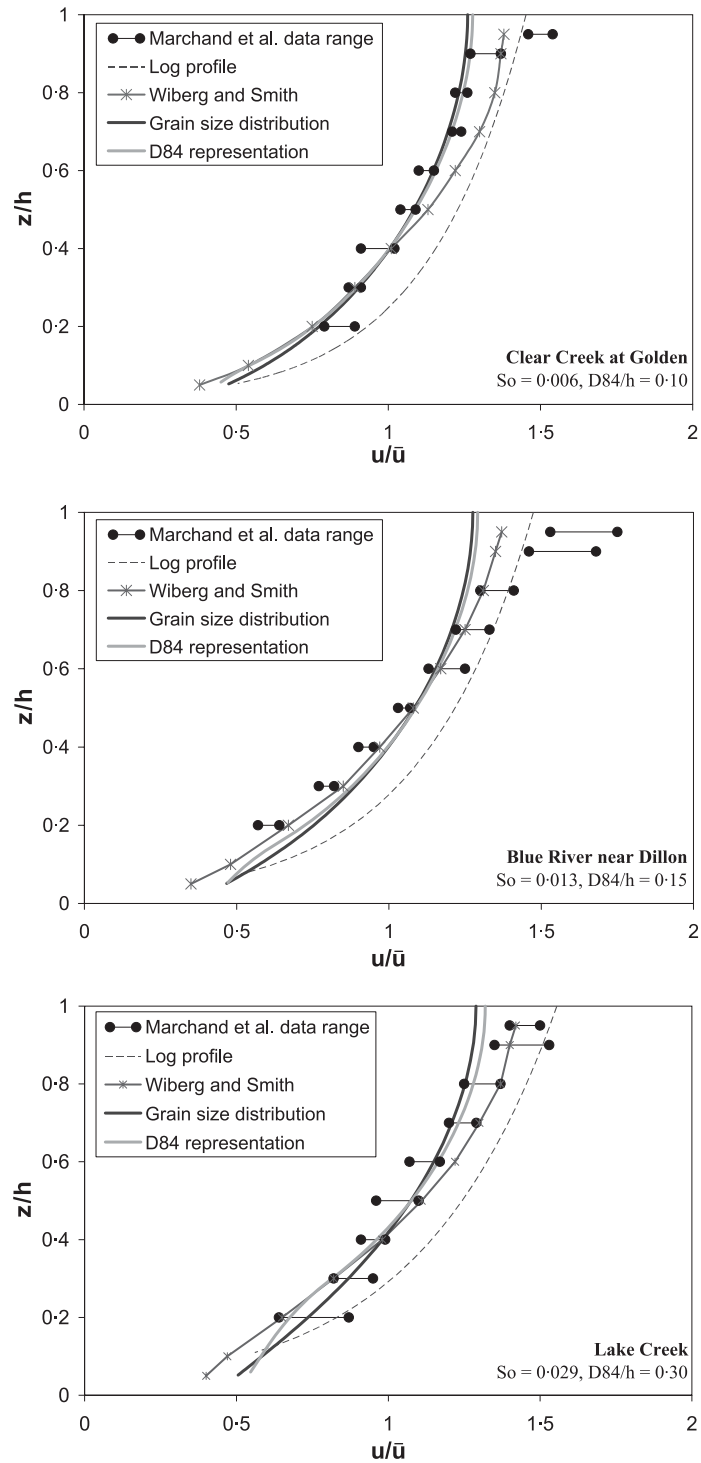 1
0·8
0·6
0·4
0·2
0
z/h
Marchand et al. data range
Log profile
Wiberg and Smith
Grain size distribution
D84 representation
Clear Creek at Golden
So = 0·006, D84/h = 0·10
0
0·5
1
1·5
2
u/ū
1
0·8
0·6
0·4
0·2
0
z/h
Marchand et al. data range
Log profile
Wiberg and Smith
Grain size distribution
D84 representation
Blue River near Dillon
So = 0·013, D84/h = 0·15
0
0·5
1
1·5
2
u/ū
1
0·8
0·6
0·4
0·2
0
z/h
Marchand et al. data range
Log profile
Wiberg and Smith
Grain size distribution
D84 representation
Lake Creek
So = 0·029, D84/h = 0·30
0
0·5
1
1·5
2
u/ū